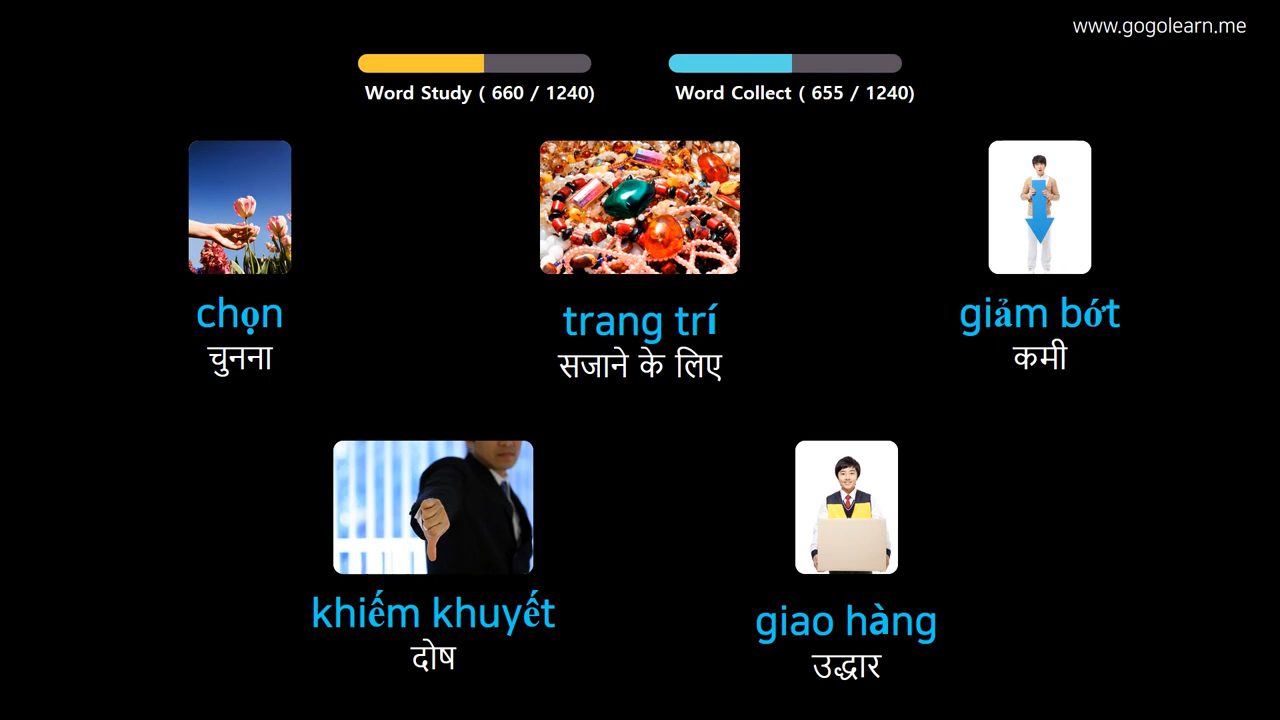 www.gogolearn.me
Word Study ( 660 / 1240)
Word Collect ( 655 / 1240)
chọn
चुनना
trang trí
सजाने के लिए
giảm bớt
कमी
khiếm khuyết
दोष
giao hàng
उद्धार